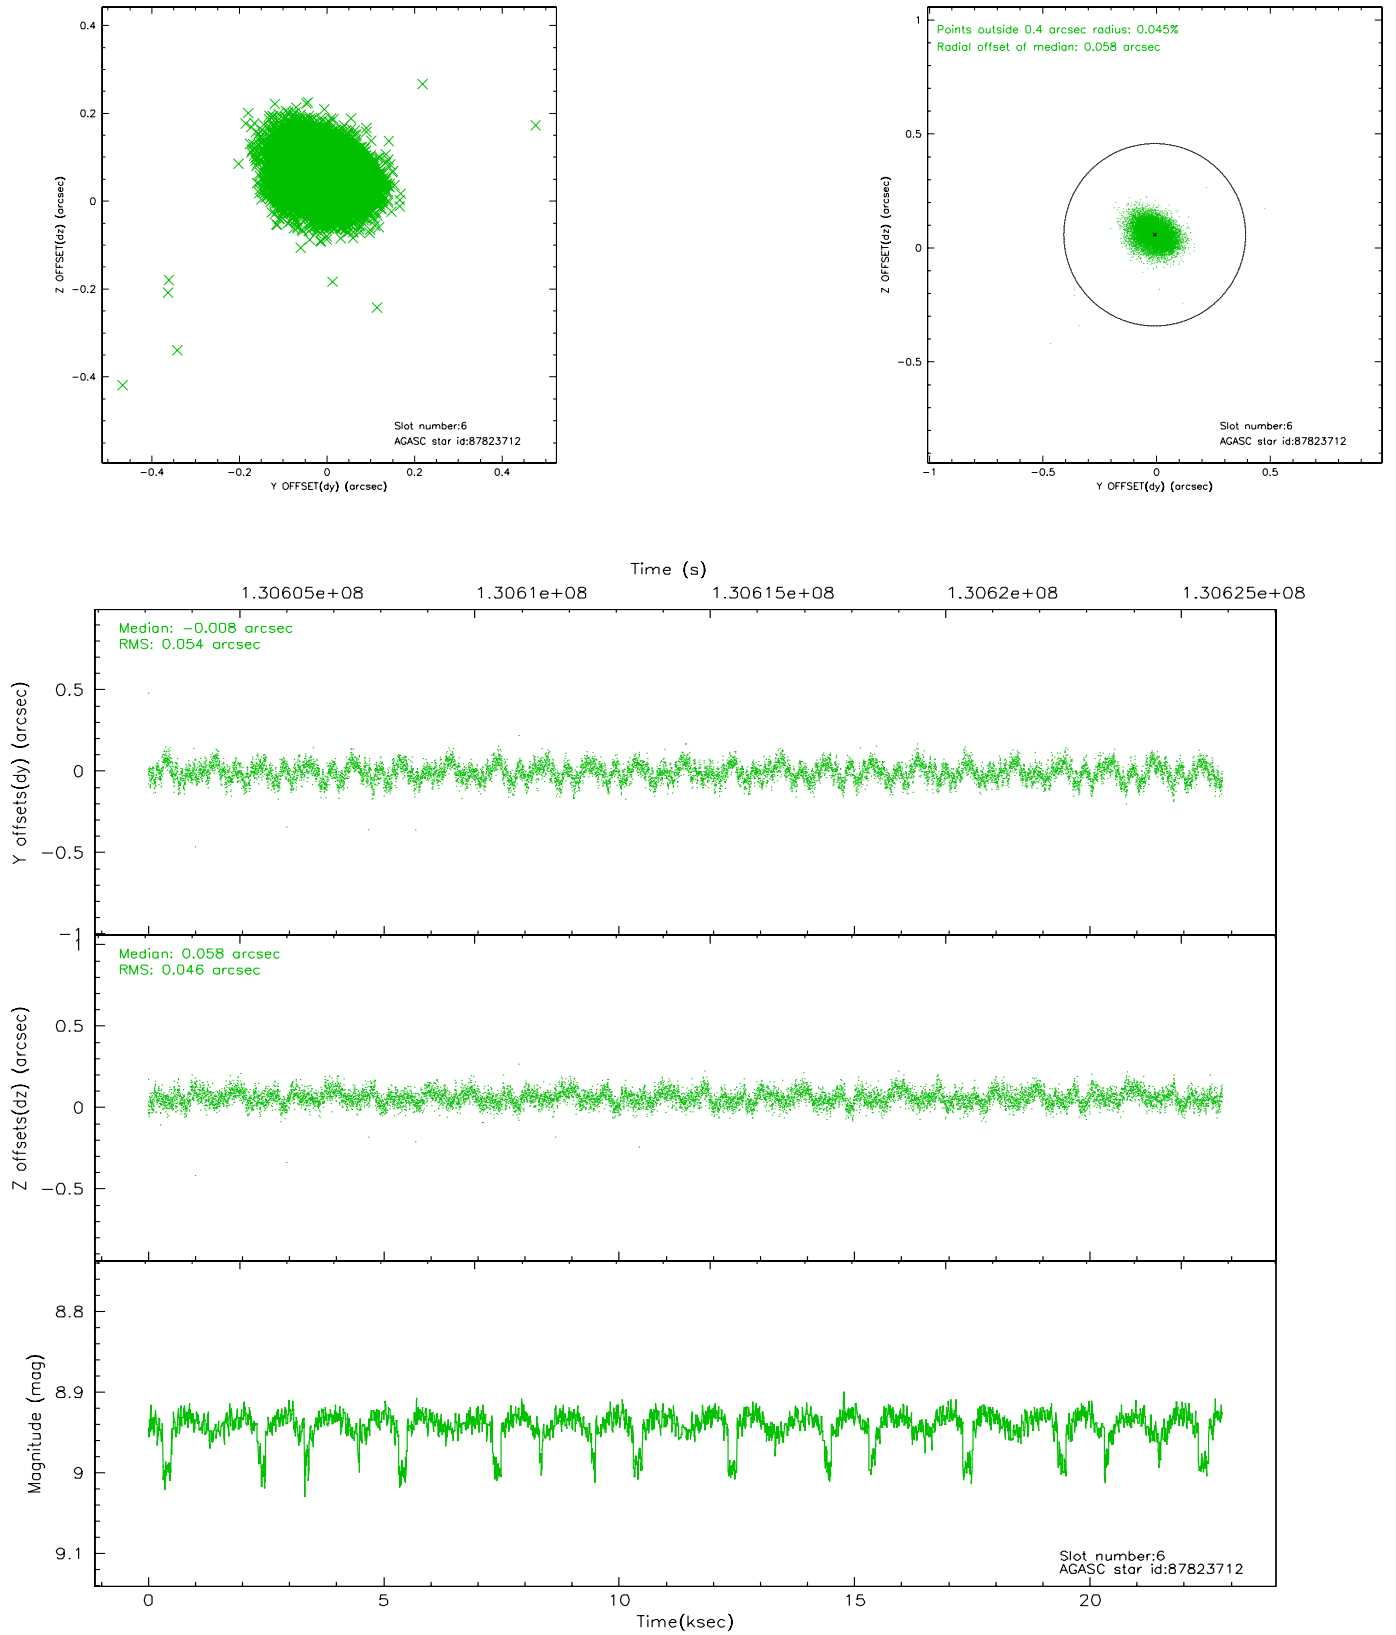 0.4
0.2
0
−0.2
−0.4
Z OFFSET(dz) (arcsec)
Slot number:6
AGASC star id:87823712
−0.4 −0.2 0 0.2 0.4
Y OFFSET(dy) (arcsec)
Points outside 0.4 arcsec radius: 0.045%
Radial offset of median: 0.058 arcsec
1
0.5
0
−0.5
Z OFFSET(dz) (arcsec)
Slot number:6
AGASC star id:87823712
−1 −0.5 0 0.5
Y OFFSET(dy) (arcsec)
Time (s)
1.30605e+08 1.3061e+08 1.30615e+08 1.3062e+08 1.30625e+08
Median: −0.008 arcsec
RMS: 0.054 arcsec
0.5
0
−0.5
−1
Y offsets(dy) (arcsec)
Median: 0.058 arcsec
RMS: 0.046 arcsec
1
0.5
0
−0.5
Z offsets(dz) (arcsec)
8.8
8.9
9
9.1
Magnitude (mag)
Slot number:6
AGASC star id:87823712
0 5 10 15 20
Time(ksec)